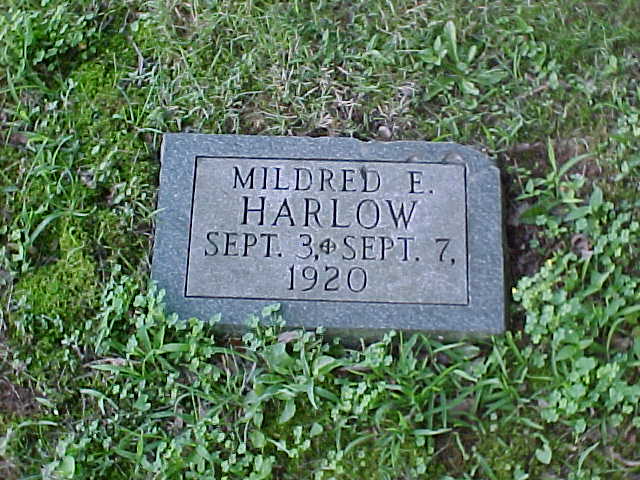 MILDRED E.
HARLOW
SEPT. 3, ✥ SEPT. 7,
1920